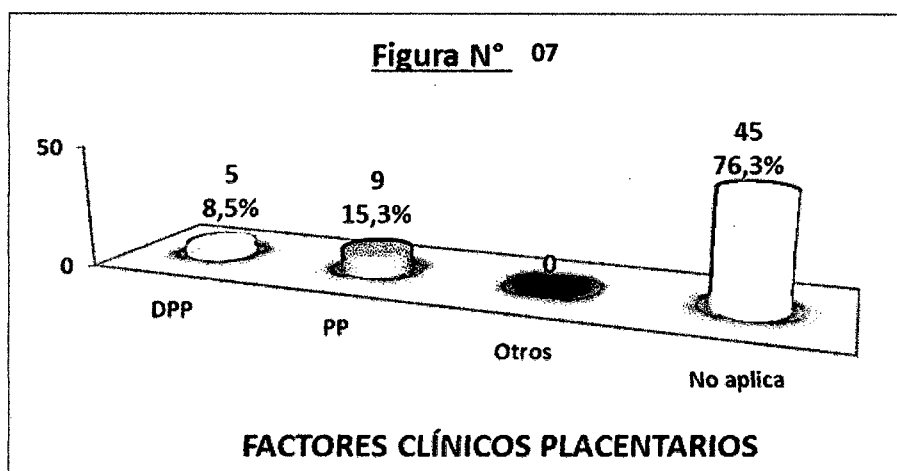 Figura N° 07
50
0
5
8,5%
9
15,3%
0
45
76,3%
DPP
PP
Otros
No aplica
FACTORES CLÍNICOS PLACENTARIOS